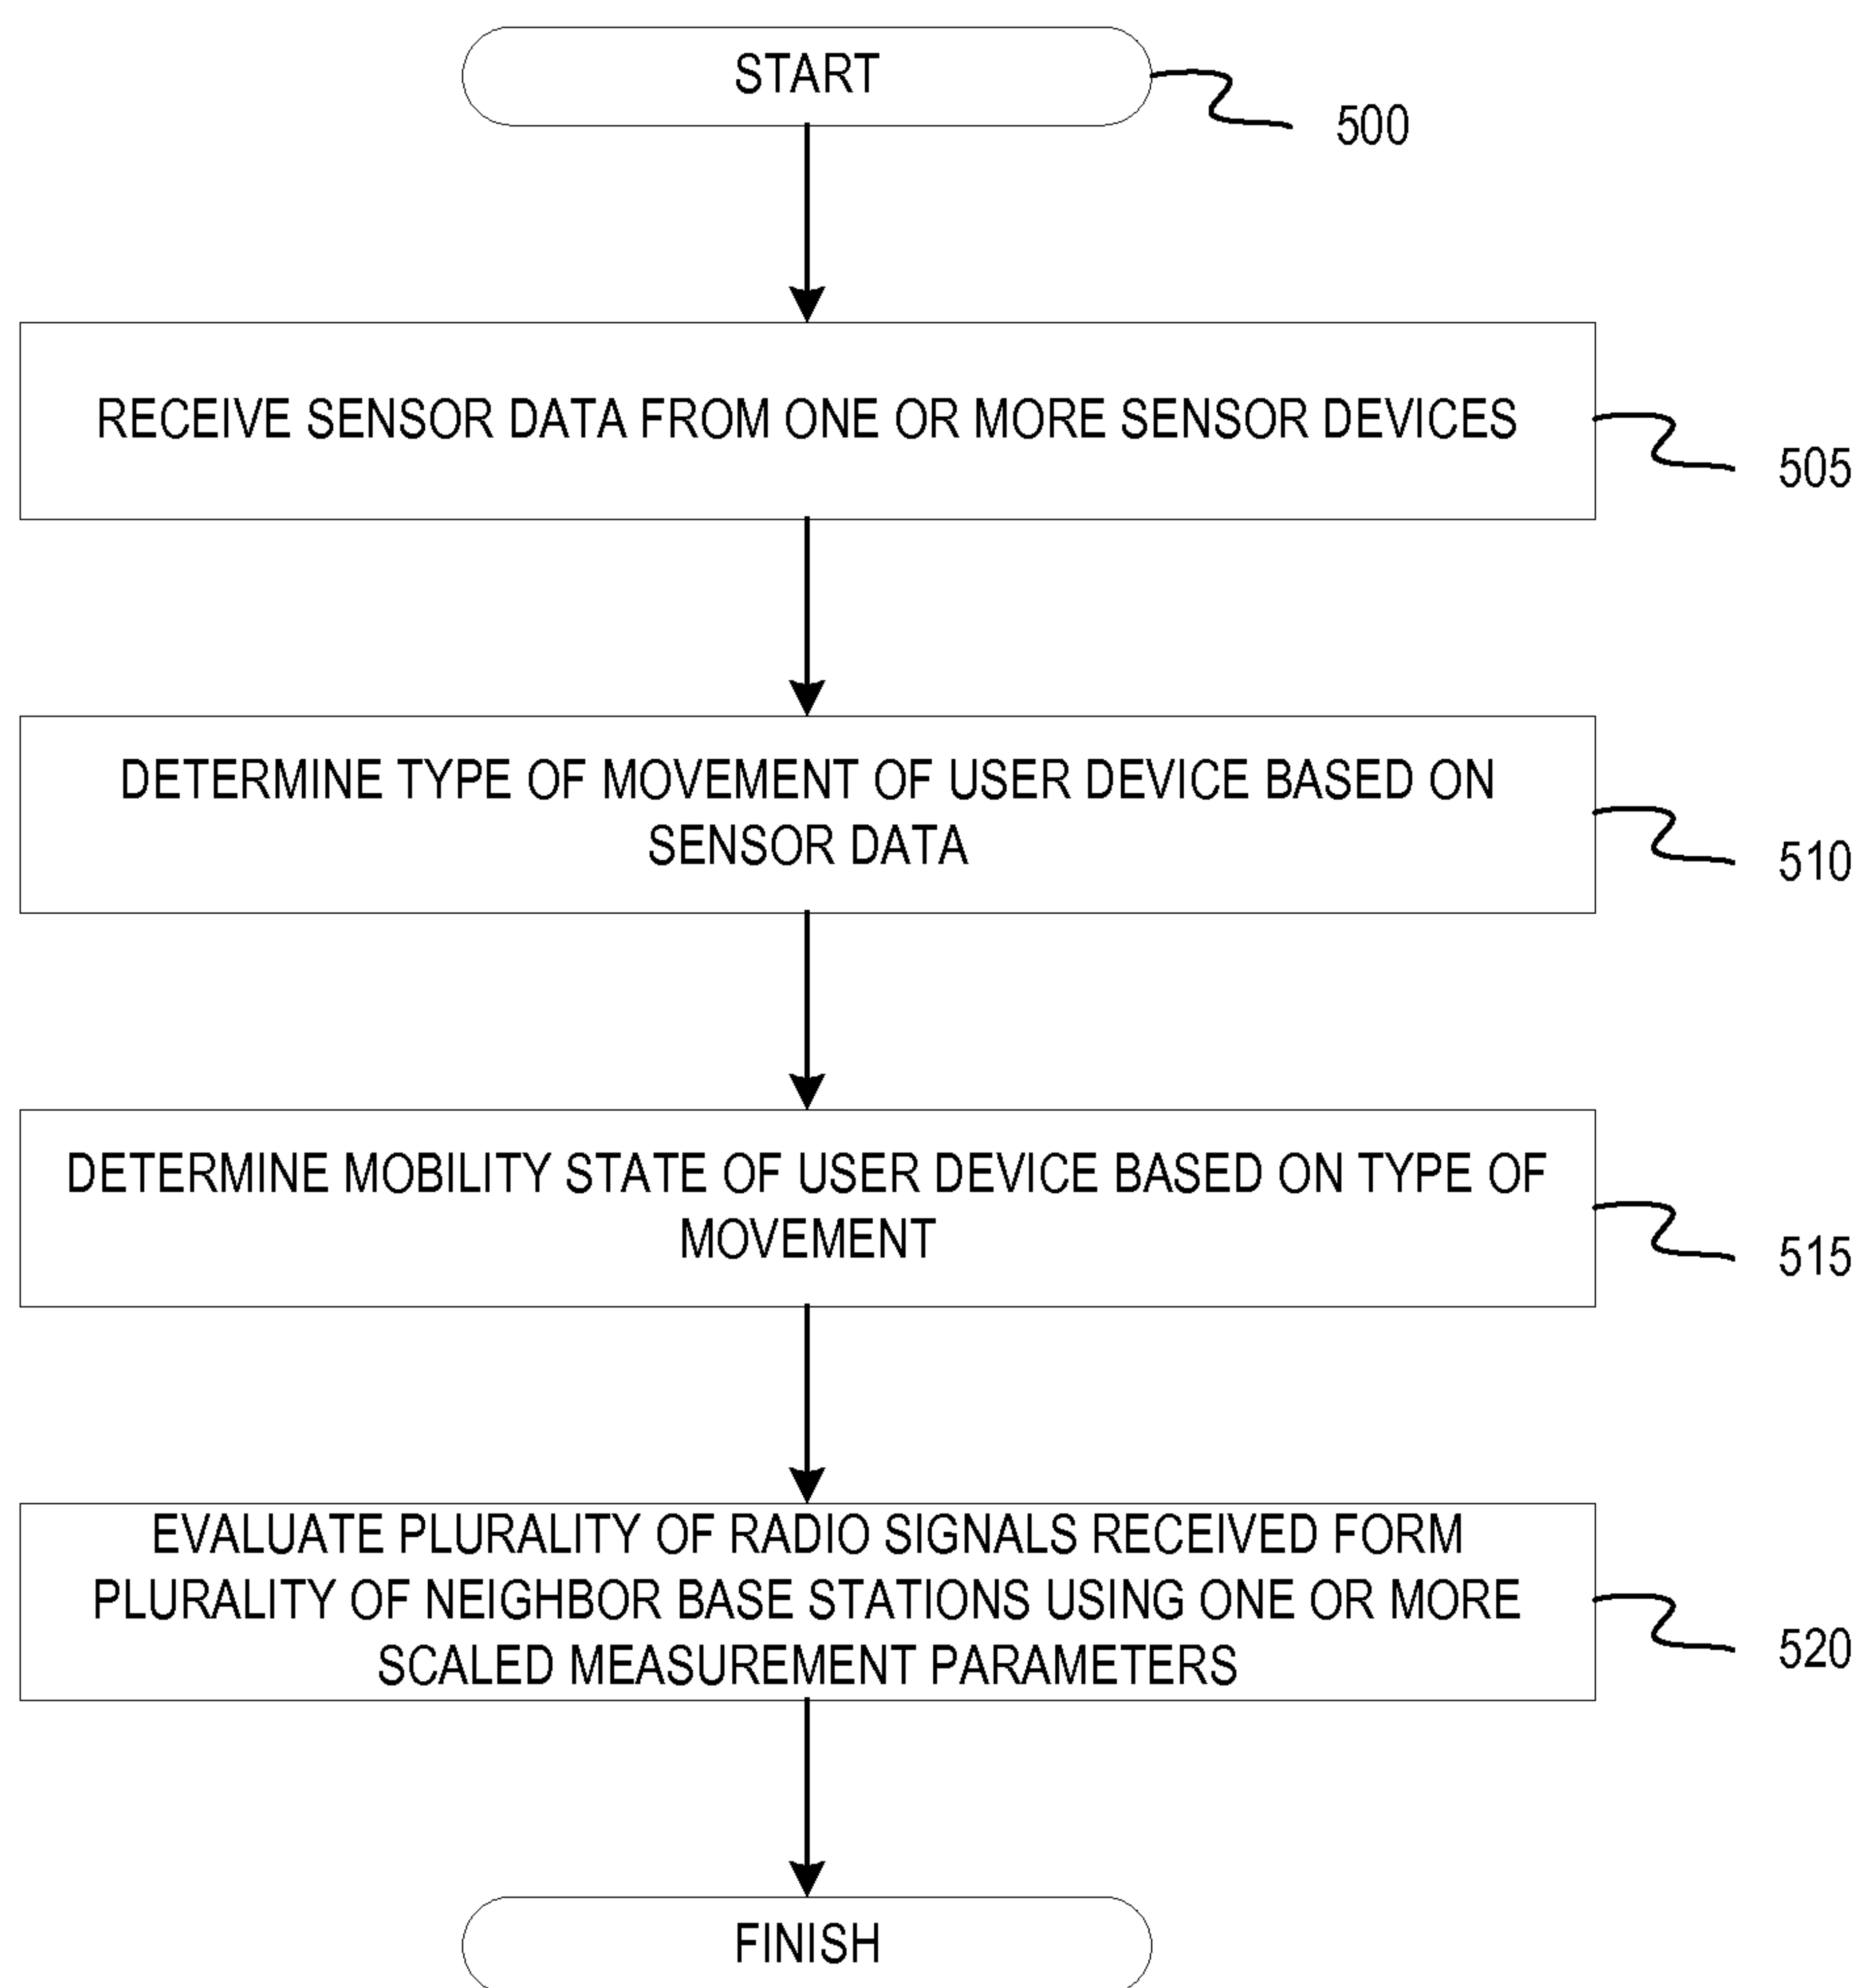 START
500
RECEIVE SENSOR DATA FROM ONE OR MORE SENSOR DEVICES
505
DETERMINE TYPE OF MOVEMENT OF USER DEVICE BASED ON
SENSOR DATA
510
DETERMINE MOBILITY STATE OF USER DEVICE BASED ON TYPE OF
MOVEMENT
515
EVALUATE PLURALITY OF RADIO SIGNALS RECEIVED FORM
PLURALITY OF NEIGHBOR BASE STATIONS USING ONE OR MORE
SCALED MEASUREMENT PARAMETERS
520
FINISH